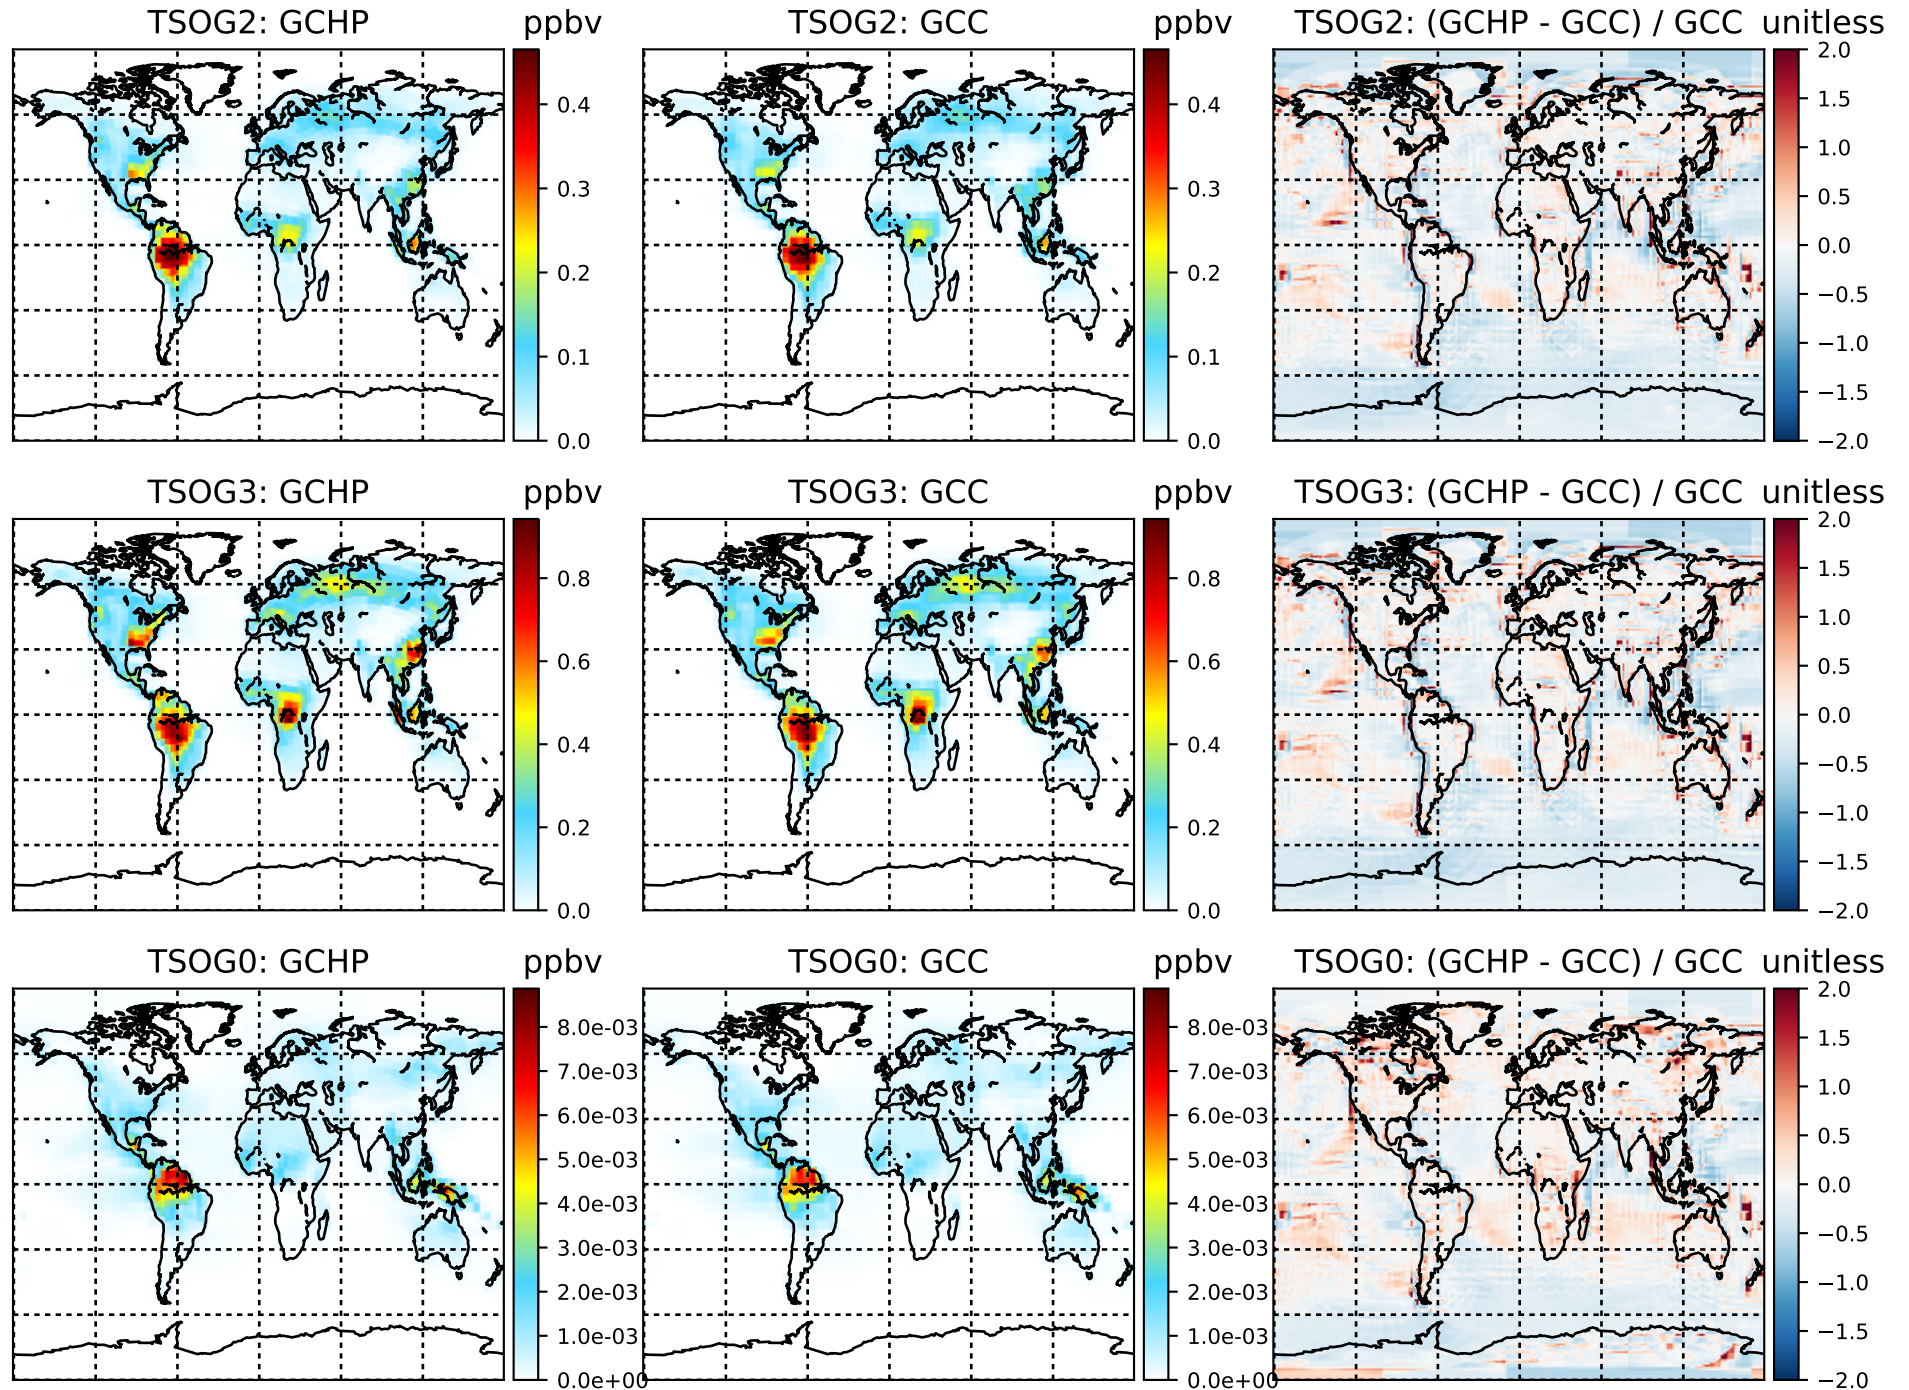 TSOG2: GCHP ppbv TSOG2: GCC ppbv TSOG2: (GCHP - GCC) / GCC unitless
0.4 0.4 2.0
0.3 0.3 1.5
0.2 0.2 1.0
0.1 0.1 0.5
0.0 0.0 0.0
−0.5
−1.0
−1.5
−2.0
TSOG3: GCHP ppbv TSOG3: GCC ppbv TSOG3: (GCHP - GCC) / GCC unitless
0.8 0.8 2.0
0.6 0.6 1.5
0.4 0.4 1.0
0.2 0.2 0.5
0.0 0.0 0.0
−0.5
−1.0
−1.5
−2.0
TSOG0: GCHP ppbv TSOG0: GCC ppbv TSOG0: (GCHP - GCC) / GCC unitless
8.0e-03 8.0e-03 2.0
7.0e-03 7.0e-03 1.5
6.0e-03 6.0e-03 1.0
5.0e-03 5.0e-03 0.5
4.0e-03 4.0e-03 0.0
3.0e-03 3.0e-03 −0.5
2.0e-03 2.0e-03 −1.0
1.0e-03 1.0e-03 −1.5
0.0e+00 0.0e+00 −2.0